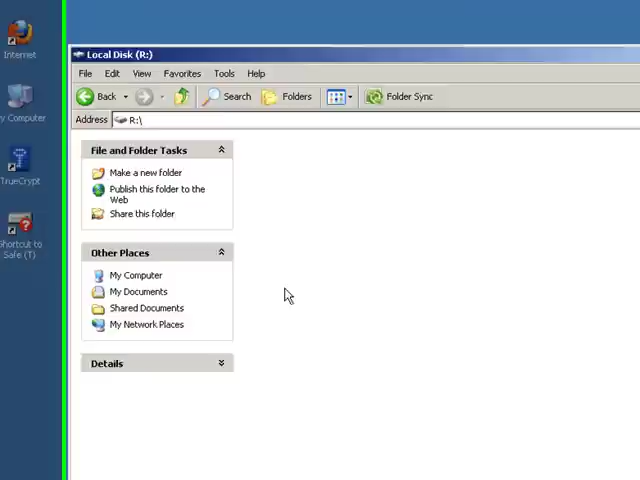 Local Disk (R:)
File Edit View Favorites Tools Help
Back Search Folders Folder Sync
Address R:\
Internet
y Computer
TrueCrypt
Shortcut to
Safe (T)
File and Folder Tasks
Make a new folder
Publish this folder to the
Web
Share this folder
Other Places
My Computer
My Documents
Shared Documents
My Network Places
Details